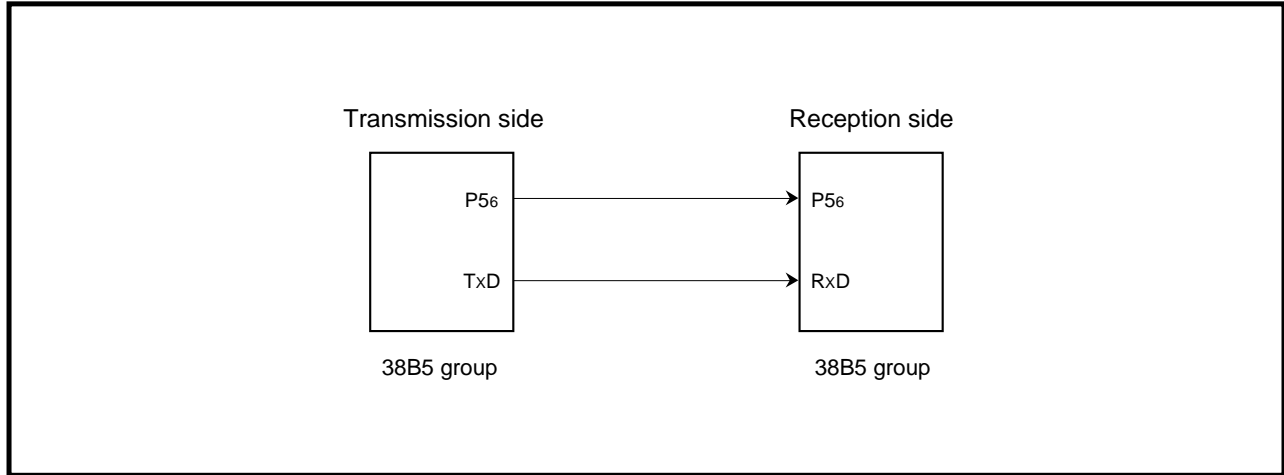 Transmission side
Reception side
P56
P56
TxD
RxD
38B5 group
38B5 group